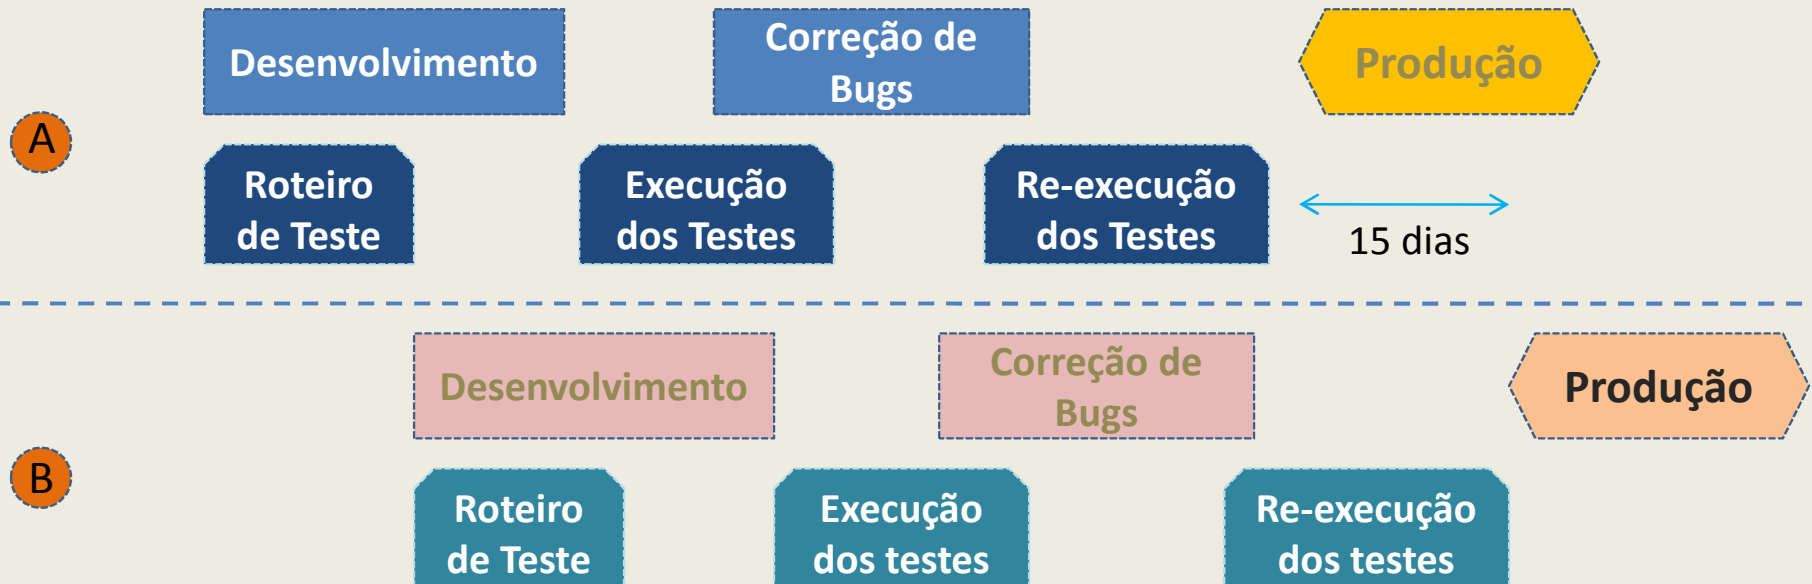 Desenvolvimento
Correção de
Bugs
Produção
A
Roteiro
de Teste
Execução
dos Testes
Re-execução
dos Testes
15 dias
Desenvolvimento
Correção de
Bugs
Produção
B
Roteiro
de Teste
Execução
dos testes
Re-execução
dos testes